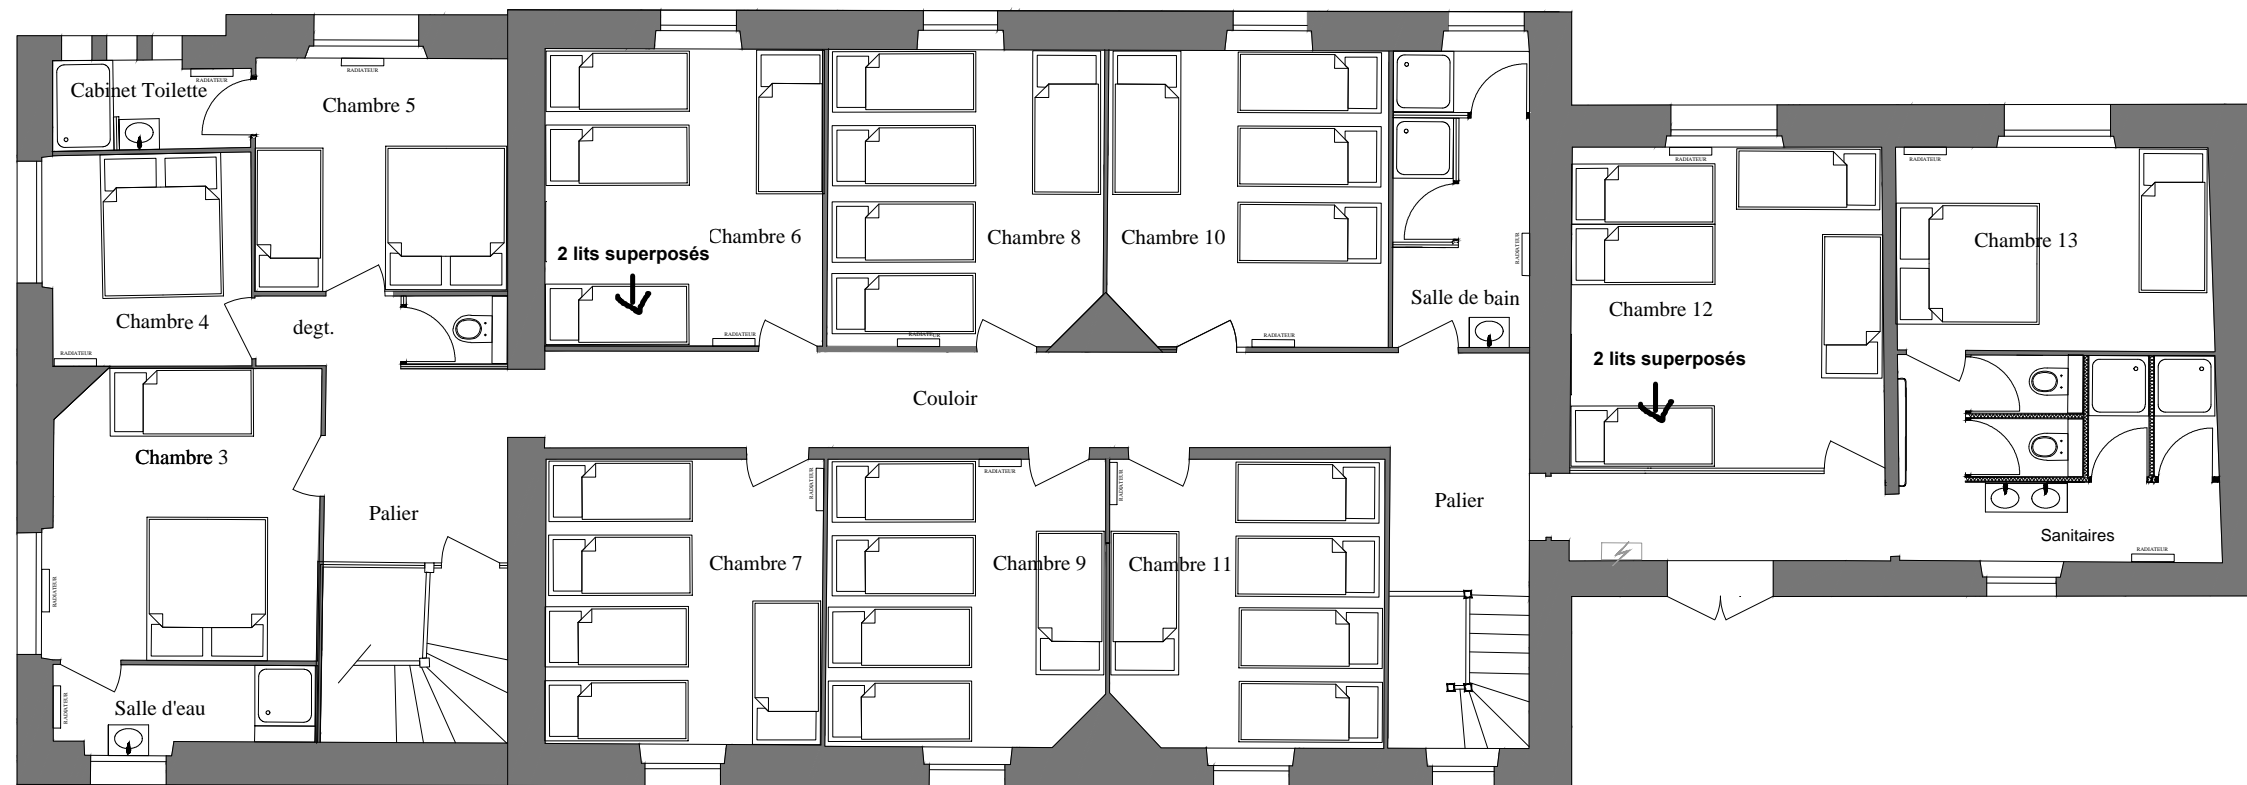 RADIATEUR
RADIATEUR
Cabinet Toilette
Chambre 5
RADIATEUR
RADIATEUR
Chambre 6
Chambre 8
Chambre 10
RADIATEUR
Chambre 13
2 lits superposés
Salle de bain
Chambre 12
Chambre 4
degt.
RADIATEUR
RADIATEUR
RADIATEUR
RADIATEUR
2 lits superposés
Couloir
Chambre 3
RADIATEUR
RADIATEUR
RADIATEUR
Palier
Palier
Sanitaires
RADIATEUR
Chambre 7
Chambre 9
Chambre 11
RADIATEUR
RADIATEUR
Salle d'eau